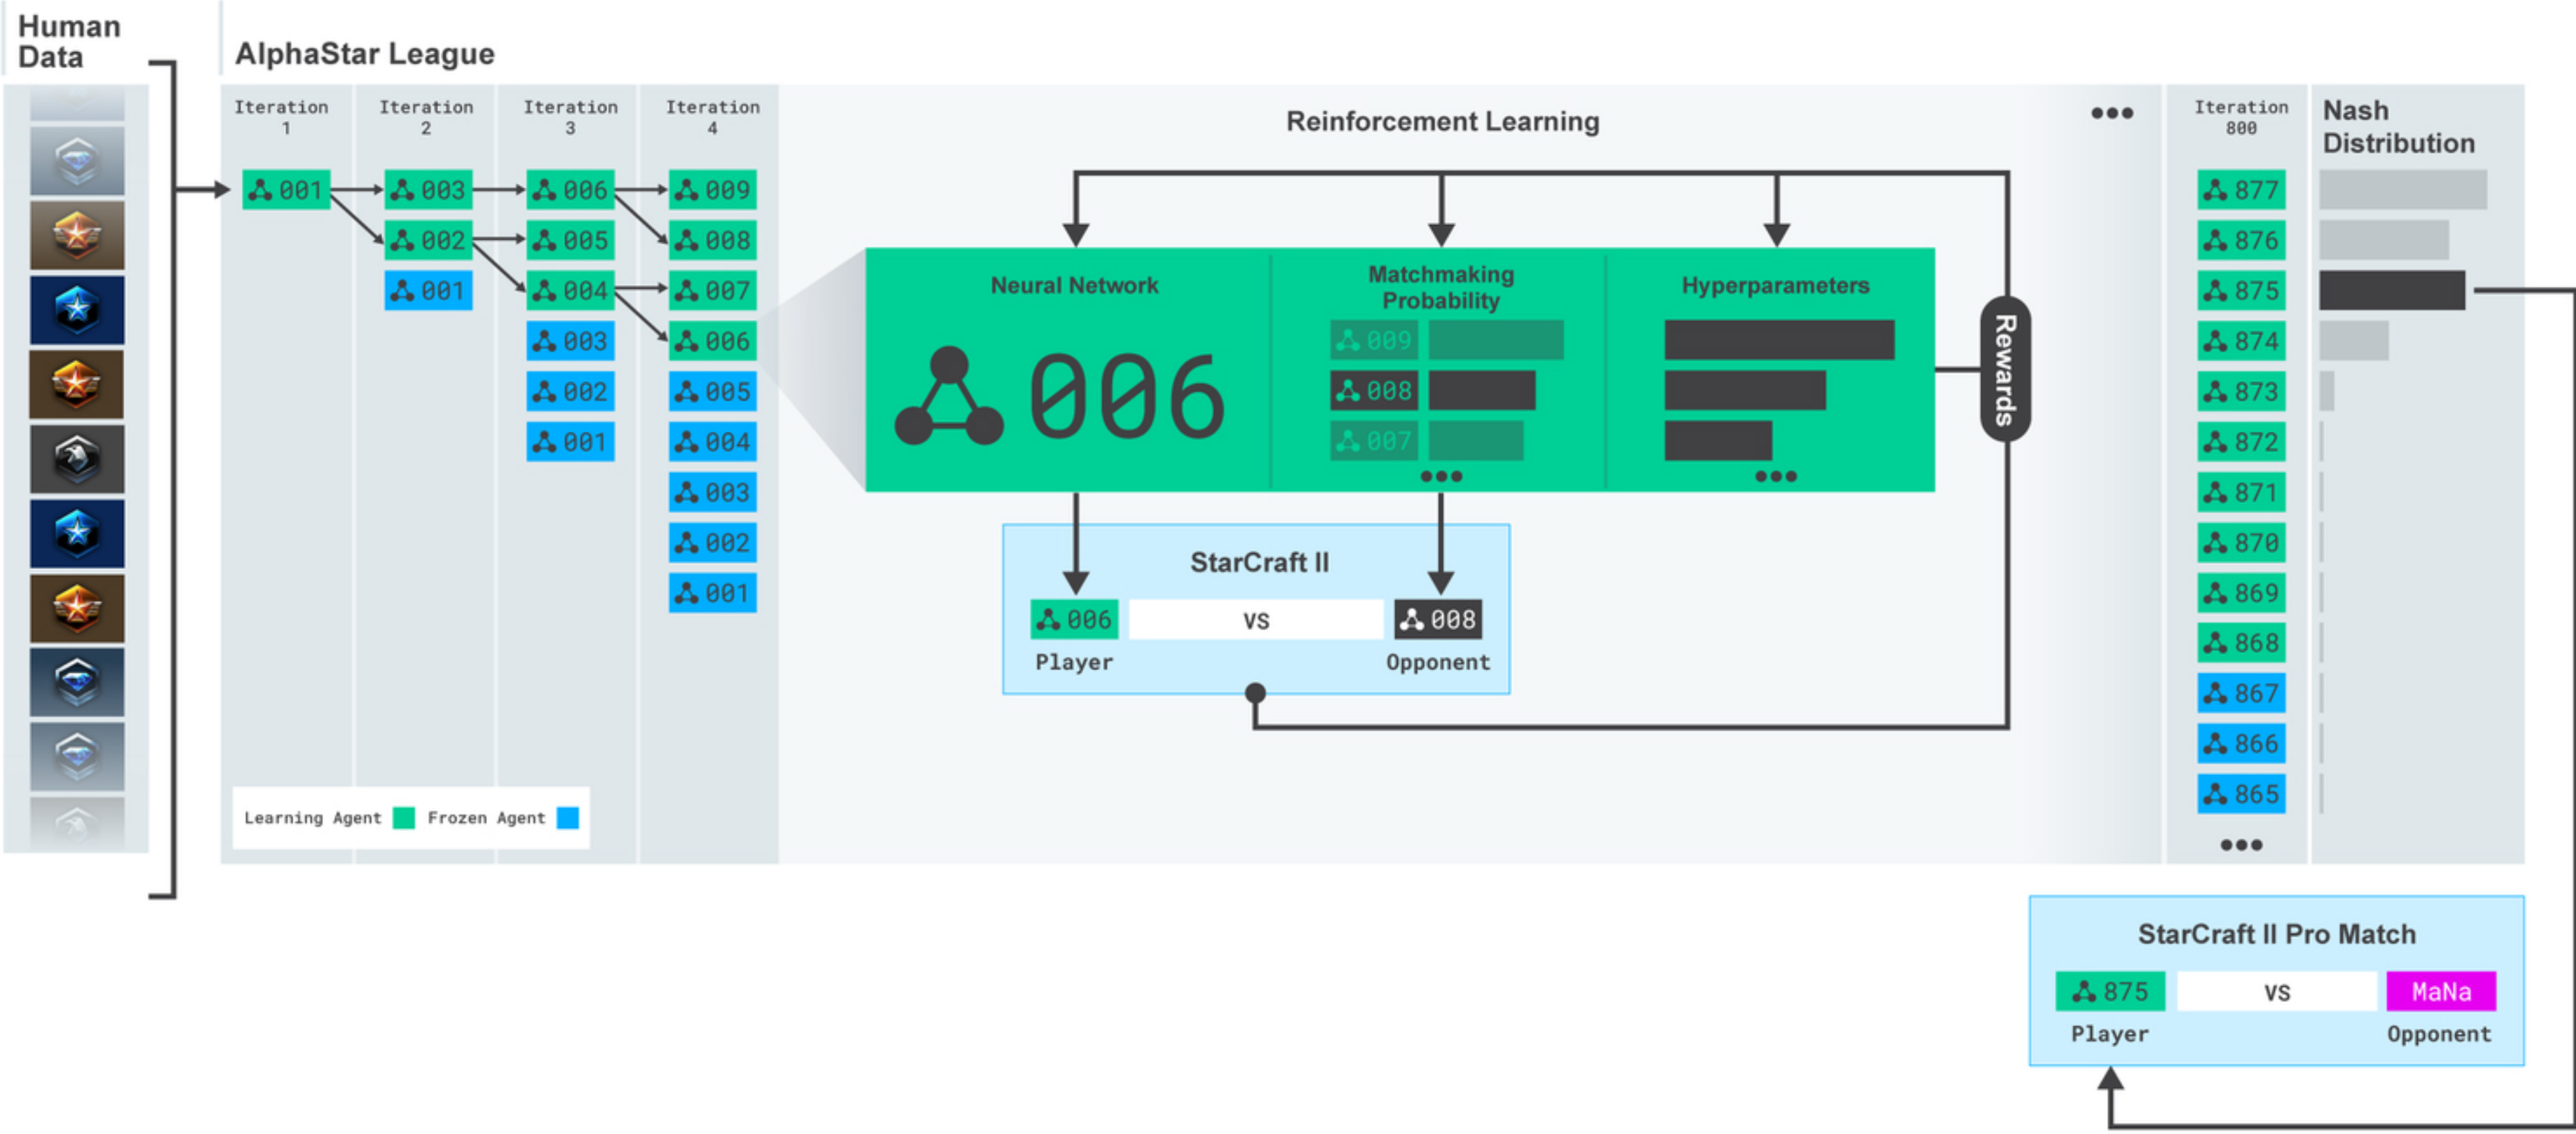 Human
Data
AlphaStar League
Iteration
1
001
Iteration
2
003
002
001
Iteration
3
006
005
004
003
002
001
Iteration
4
009
008
007
006
005
004
003
002
001
Learning Agent
Frozen Agent
Reinforcement Learning
Neural Network
006
Matchmaking
Probability
009
008
007
Hyperparameters
Rewards
StarCraft II
006 vs 008
Player Opponent
Iteration
800
877
876
875
874
873
872
871
870
869
868
867
866
865
Nash
Distribution
StarCraft II Pro Match
875 vs MaNa
Player Opponent